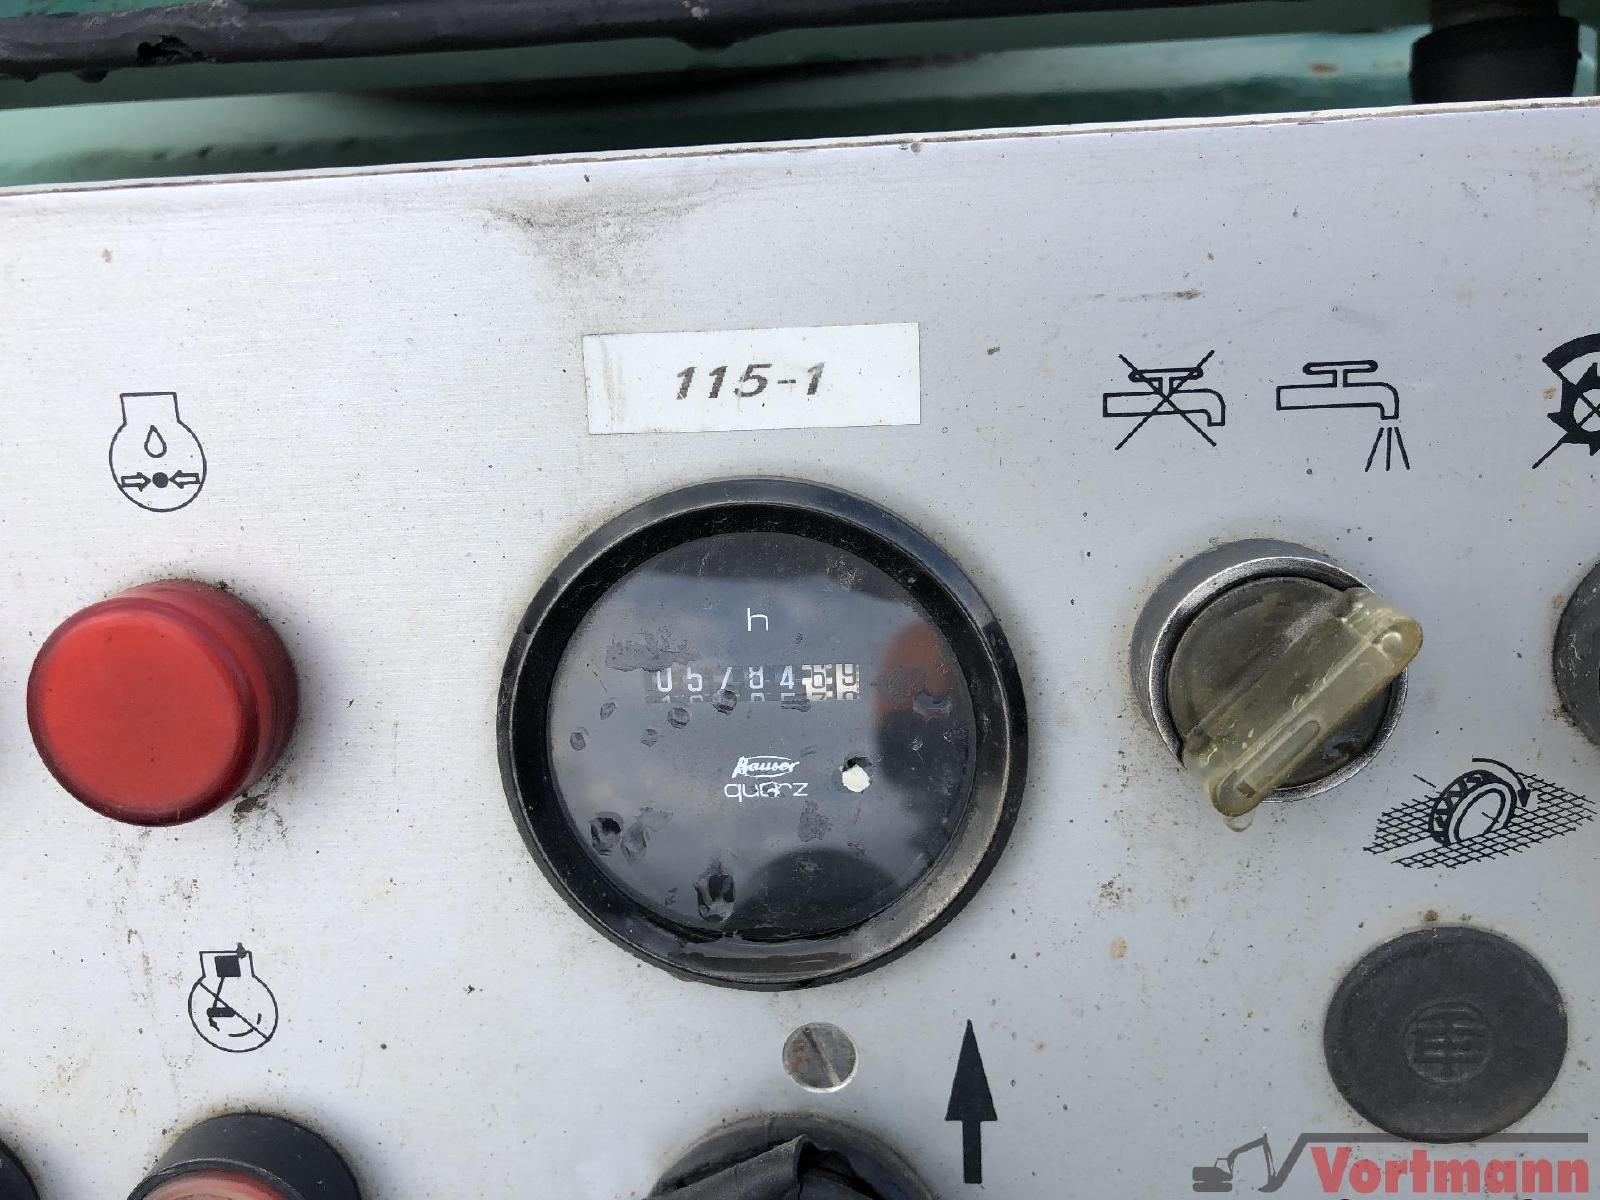 115-1
h
Hauser
quarz
Vortmann